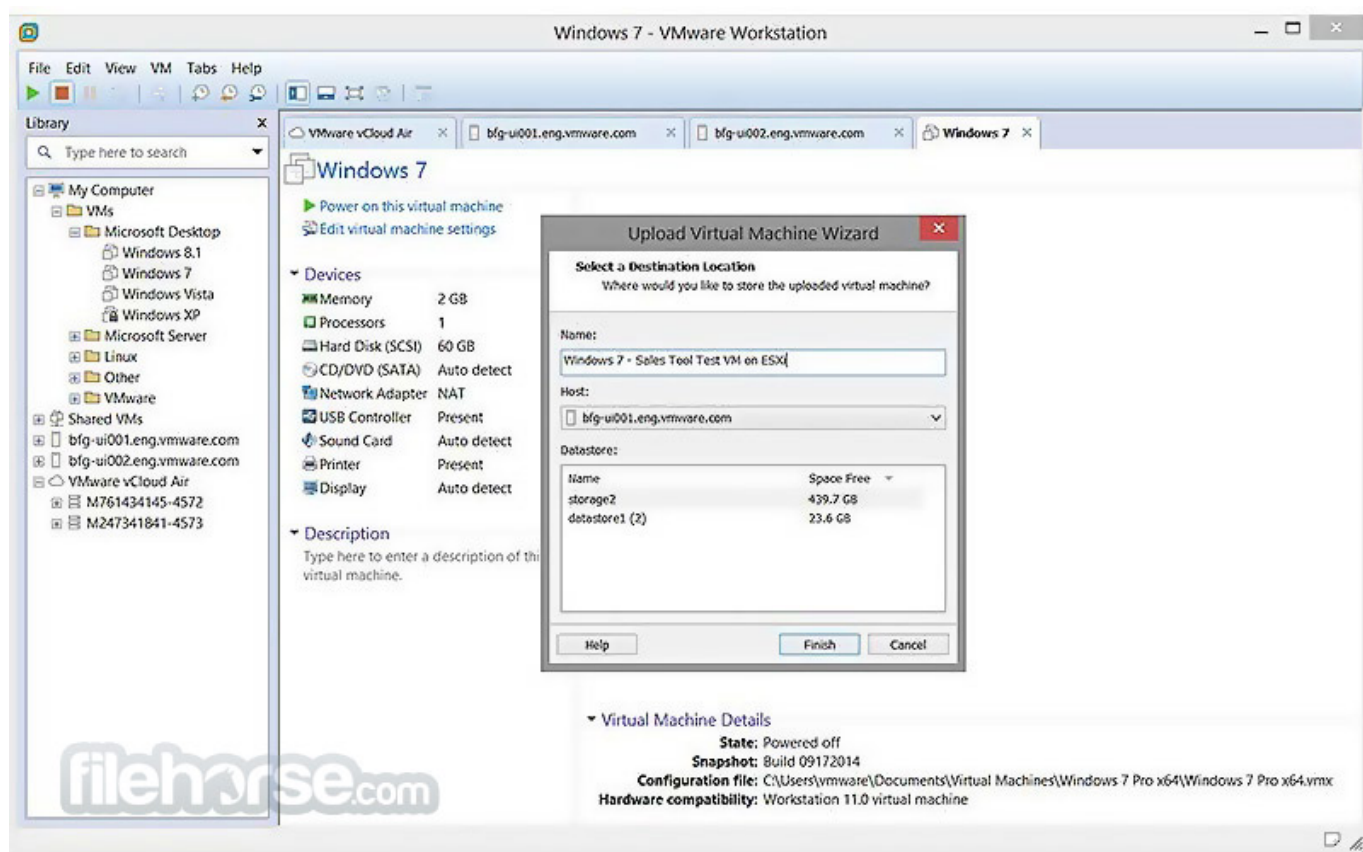 Windows 7 - VMware Workstation
File Edit View VM Tabs Help
Library
Type here to search
My Computer
VMs
Microsoft Desktop
Windows 8.1
Windows 7
Windows Vista
Windows XP
Microsoft Server
Linux
Other
VMware
Shared VMs
bfg-ui001.eng.vmware.com
bfg-ui002.eng.vmware.com
VMware vCloud Air
M761434145-4572
M247341841-4573
VMware vCloud Air
bfg-ui001.eng.vmware.com
bfg-ui002.eng.vmware.com
Windows 7
Windows 7
Power on this virtual machine
Edit virtual machine settings
Devices
Memory 2 GB
Processors 1
Hard Disk (SCSI) 60 GB
CD/DVD (SATA) Auto detect
Network Adapter NAT
USB Controller Present
Sound Card Auto detect
Printer Present
Display Auto detect
Description
Type here to enter a description of thi
virtual machine.
Upload Virtual Machine Wizard
Select a Destination Location
Where would you like to store the uploaded virtual machine?
Name:
Windows 7 - Sales Tool Test VM on ESXi
Host:
bfg-ui001.eng.vmware.com
Datastore:
Name Space Free
storage2 439.7 GB
datastore1 (2) 23.6 GB
Help Finish Cancel
Virtual Machine Details
State: Powered off
Snapshot: Build 09172014
Configuration file: C:\Users\vmware\Documents\Virtual Machines\Windows 7 Pro x64\Windows 7 Pro x64.vmx
Hardware compatibility: Workstation 11.0 virtual machine
filehorse.com